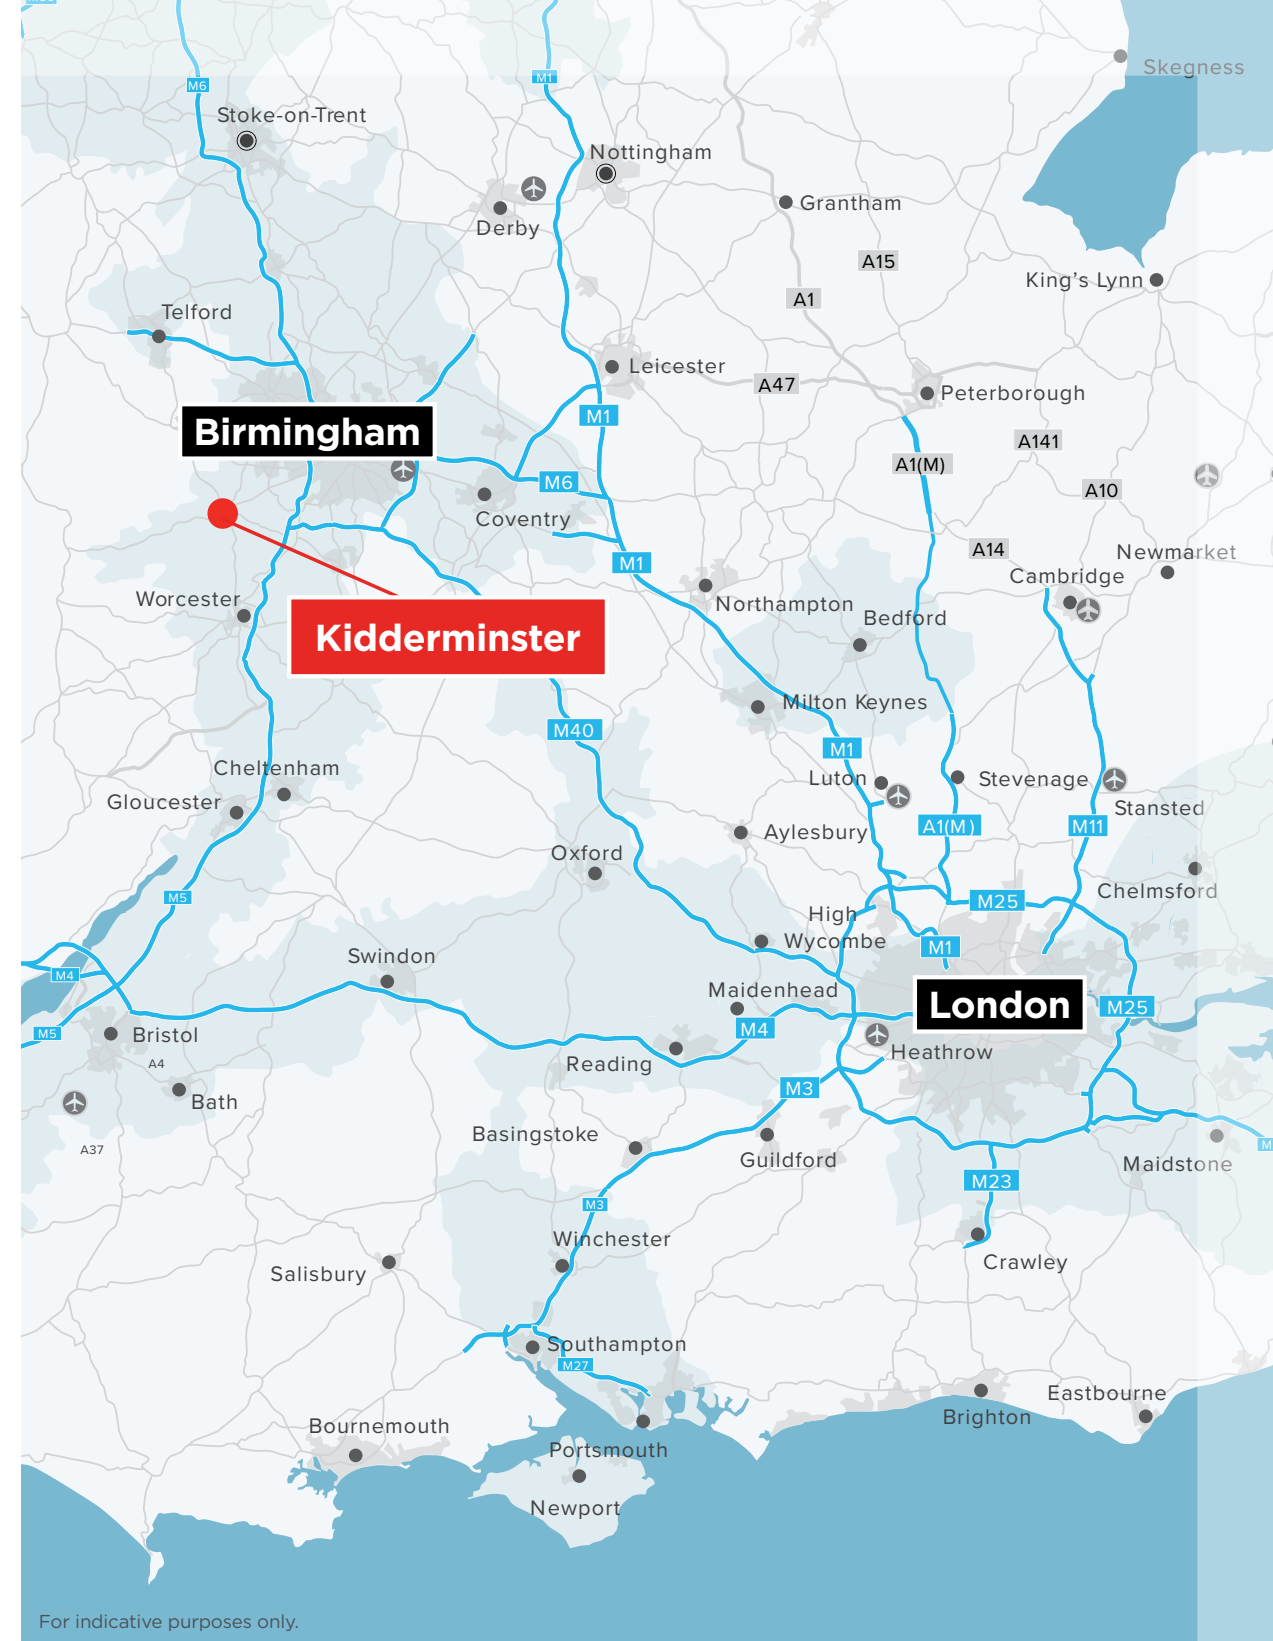 M6
M1
Skegness
Stoke-on-Trent
Nottingham
Grantham
Derby
A15
King's Lynn
A1
Telford
Leicester
A47
Peterborough
M1
Birmingham
A141
A1(M)
M6
A10
Coventry
A14
Newmarket
M1
Cambridge
Worcester
Northampton
Bedford
Kidderminster
Milton Keynes
M40
M1
Cheltenham
Luton
Stevenage
Gloucester
Stansted
A1(M)
M11
Aylesbury
Oxford
Chelmsford
M5
M25
High
Wycombe
M1
Swindon
M4
Maidenhead
London
M25
M4
M5
Bristol
Heathrow
A4
Reading
M3
Bath
Basingstoke
A37
Guildford
Maidstone
M23
M3
Winchester
Crawley
Salisbury
Southampton
M27
Eastbourne
Brighton
Bournemouth
Portsmouth
Newport
For indicative purposes only.